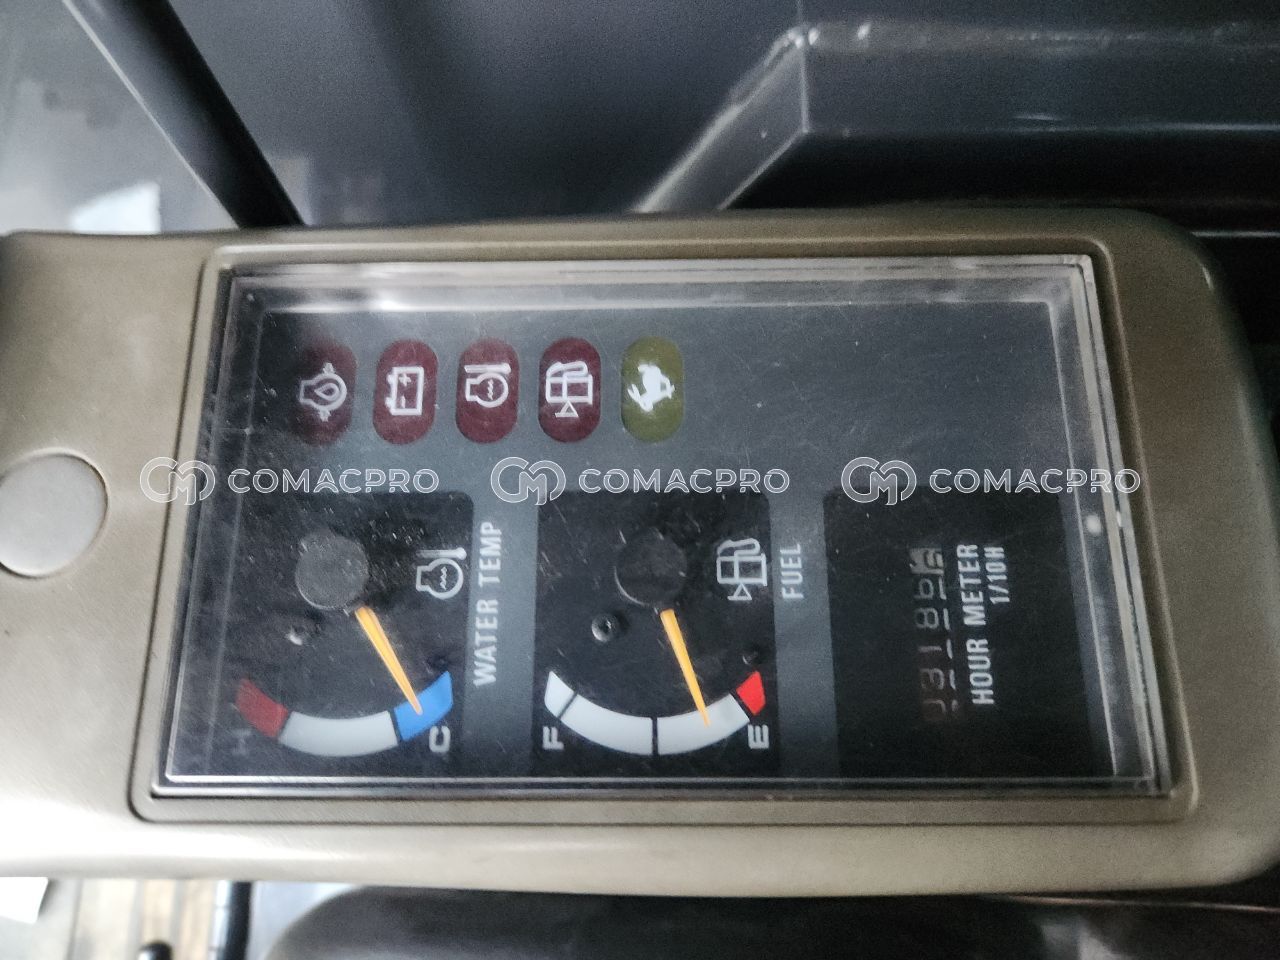 COMACPRO COMACPRO COMACPRO
H
C
WATER TEMP
F
E
FUEL
HOUR METER
1/10H